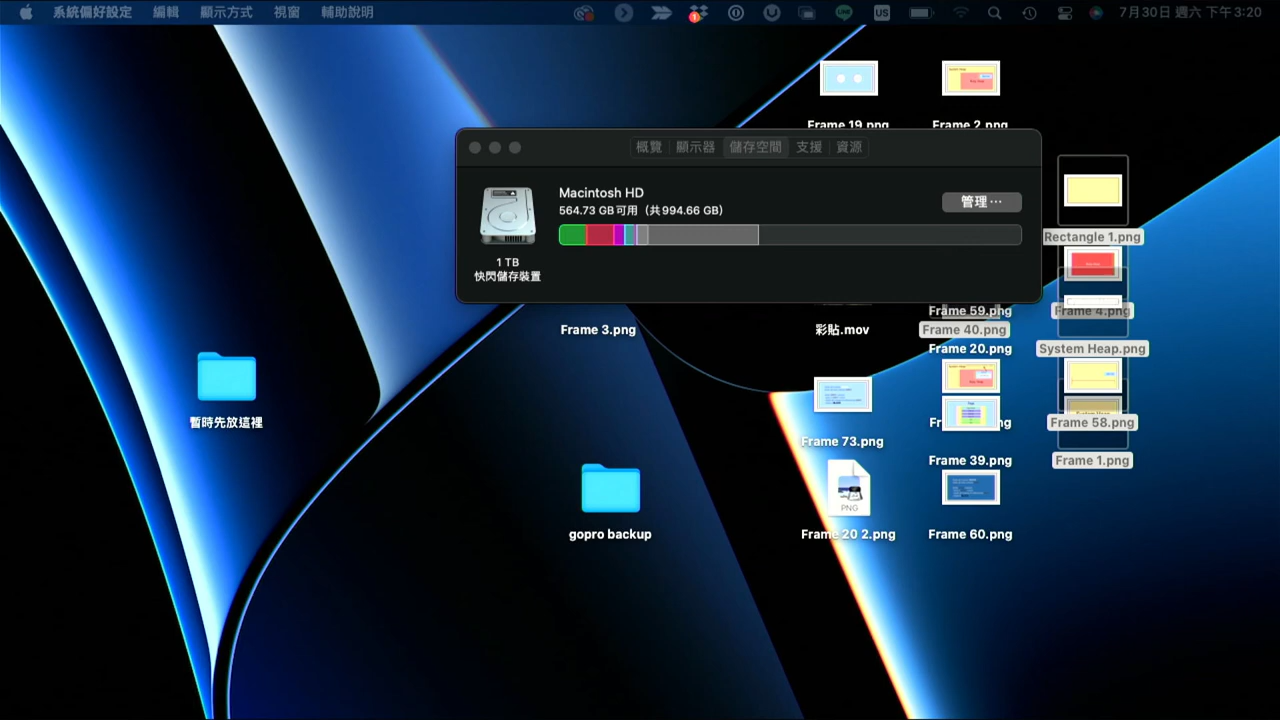 系統偏好設定 編輯 顯示方式 視窗 輔助說明
1
LINE
US
7月30日 週六 下午3:20
Frame 19.png
Frame 2.png
概覽 顯示器 儲存空間 支援 資源
Macintosh HD
564.73 GB 可用（共 994.66 GB）
管理⋯
1 TB
快閃儲存裝置
Rectangle 1.png
Frame 59.png
Frame 4.png
Frame 3.png
彩貼.mov
Frame 40.png
Frame 20.png
System Heap.png
暫時先放這裡
Frame 58.png
Frame 73.png
Frame 39.png
Frame 1.png
PNG
gopro backup
Frame 20 2.png
Frame 60.png